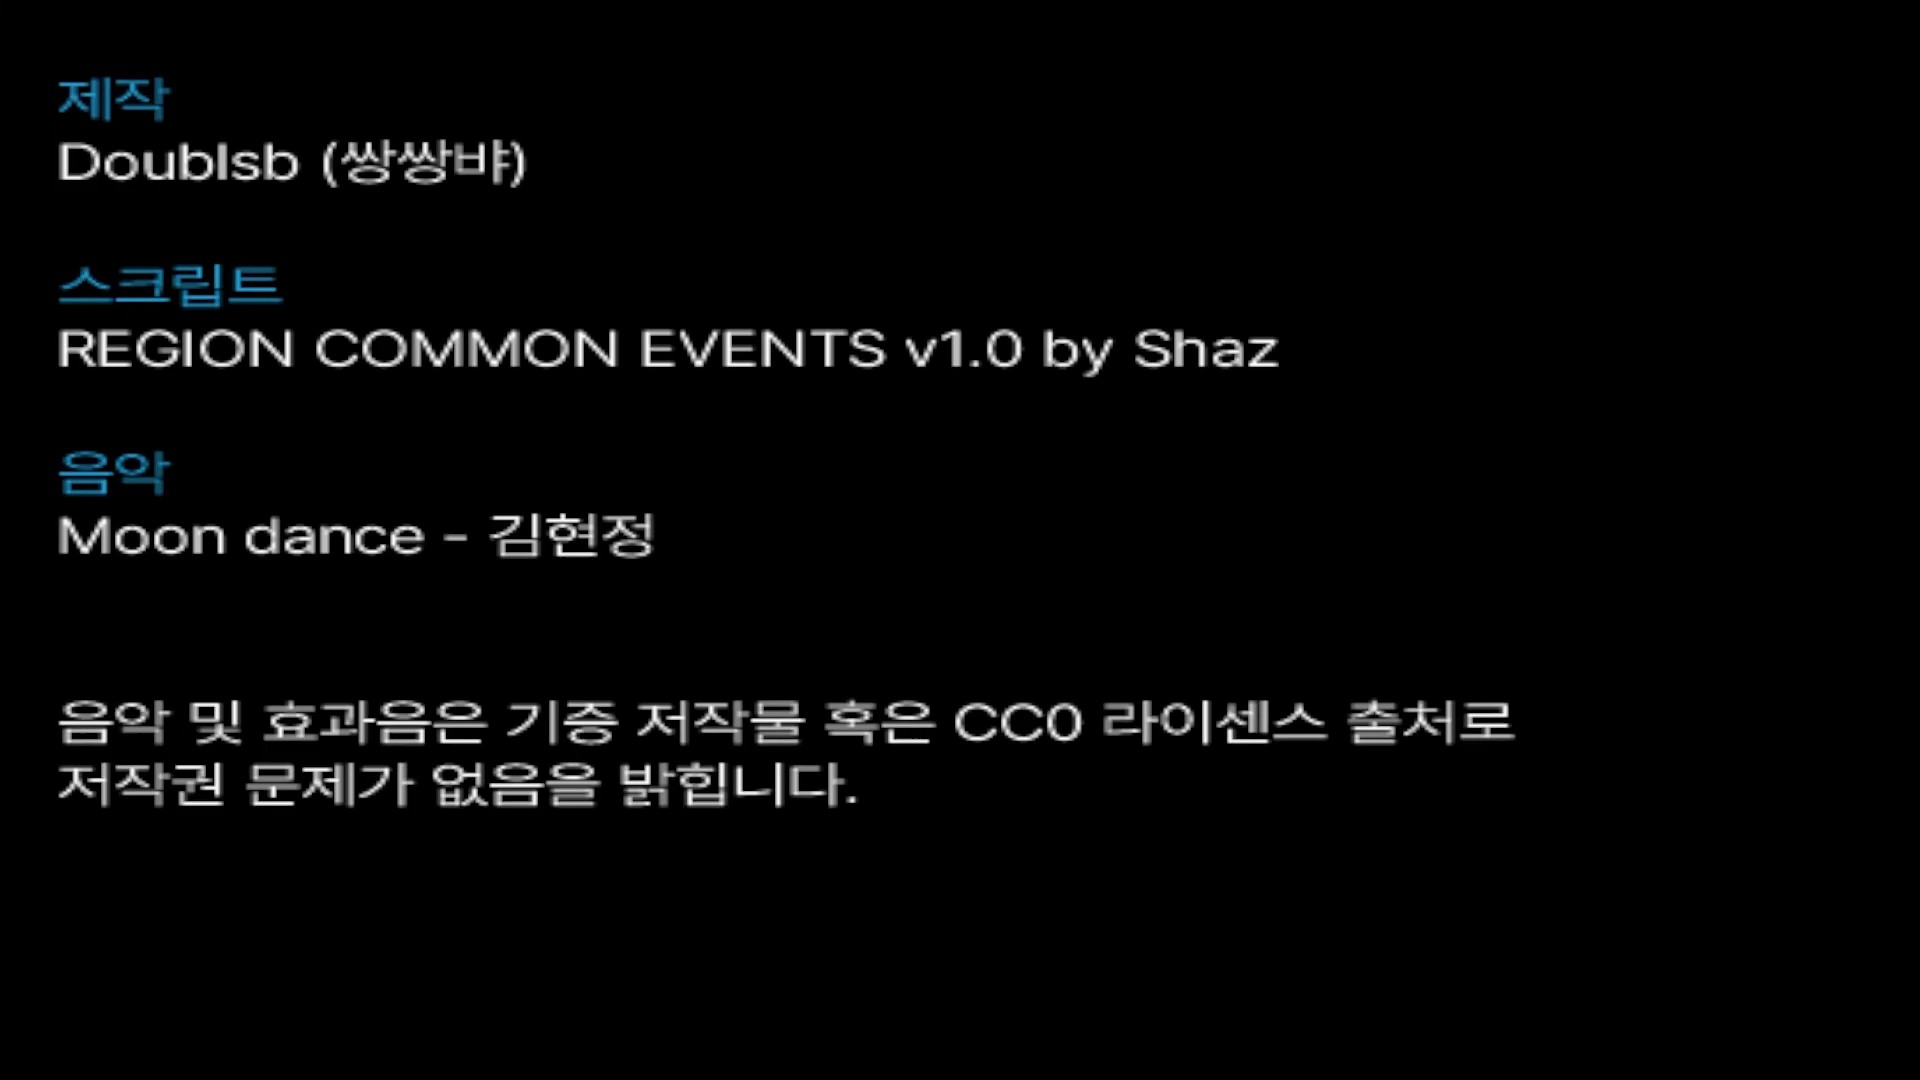 제작
Doublsb (쌍쌍뱌)
스크립트
REGION COMMON EVENTS v1.0 by Shaz
음악
Moon dance - 김현정
음악 및 효과음은 기증 저작물 혹은 CC0 라이센스 출처로
저작권 문제가 없음을 밝힙니다.